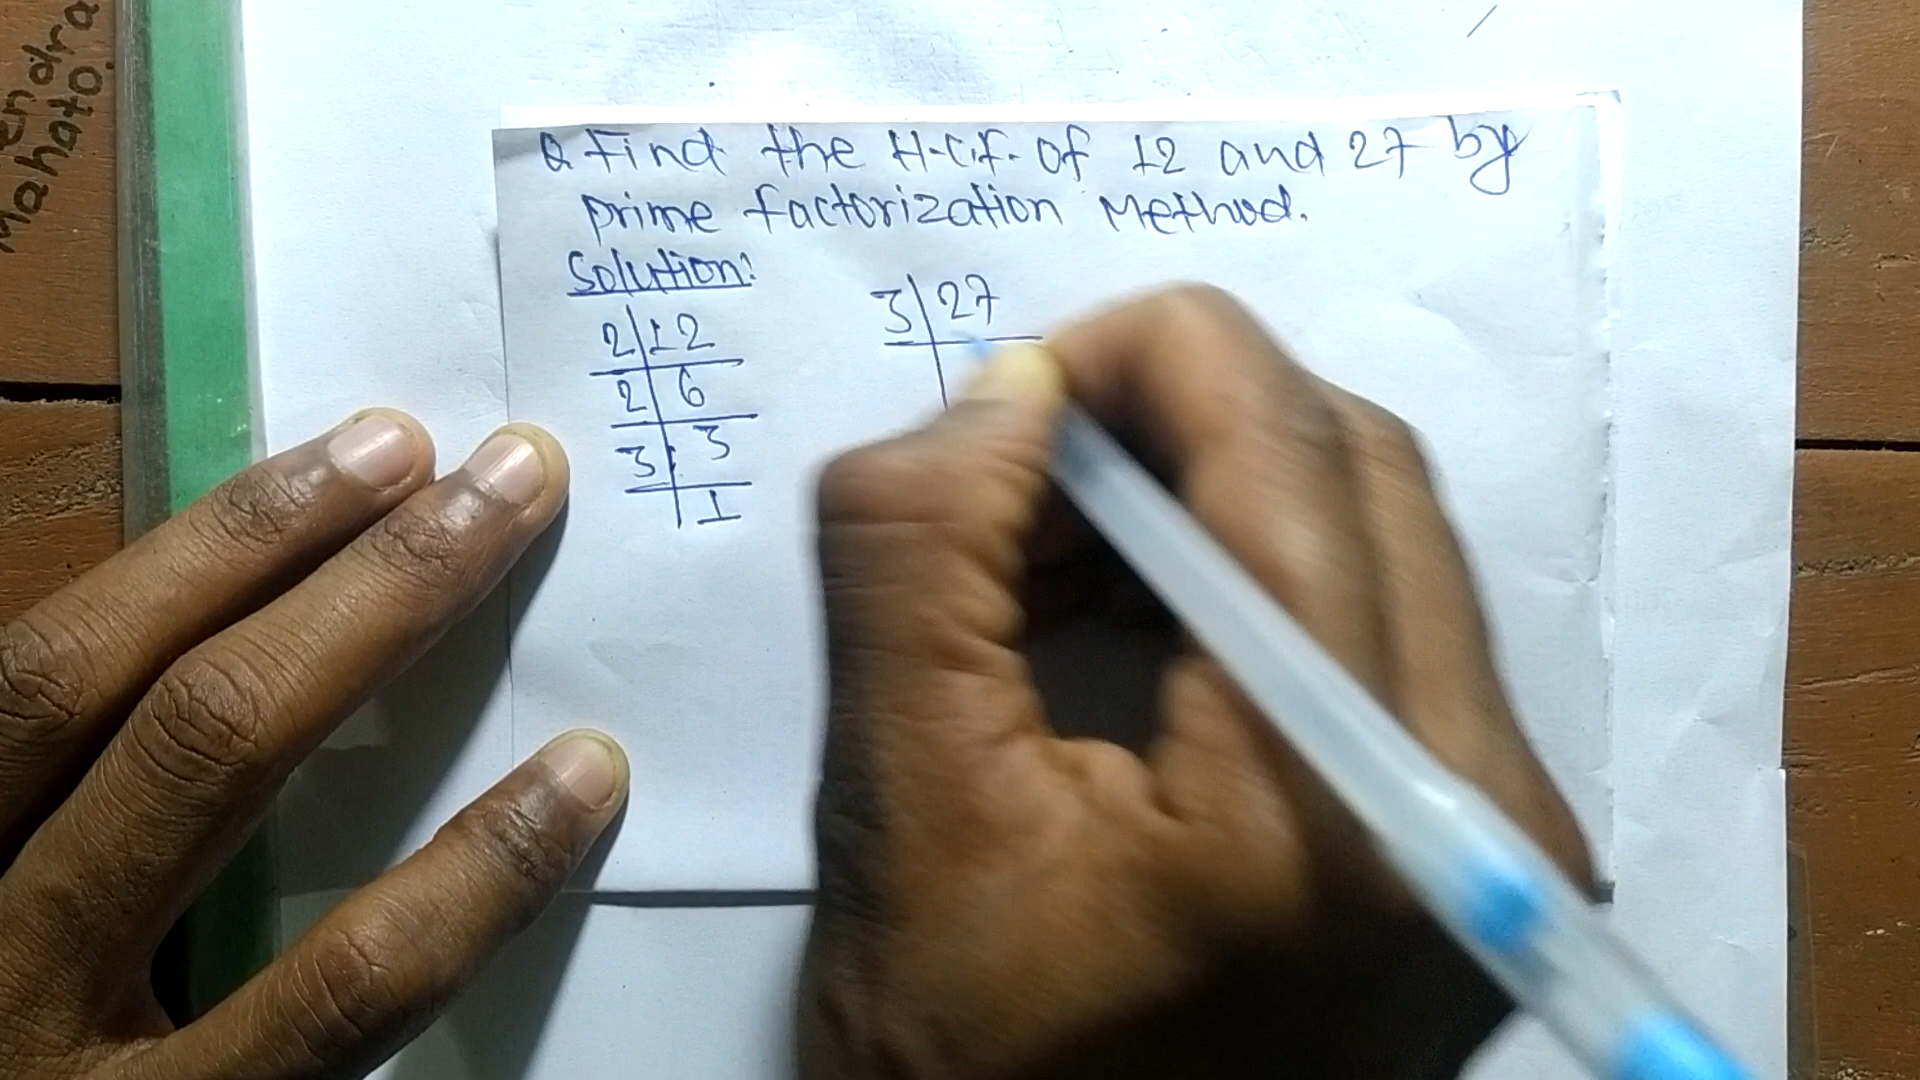 Q. Find the H.C.F. of 12 and 27 by
prime factorization Method.
Solution:
2 12
2 6
3 3
1
3 27
Mahato.